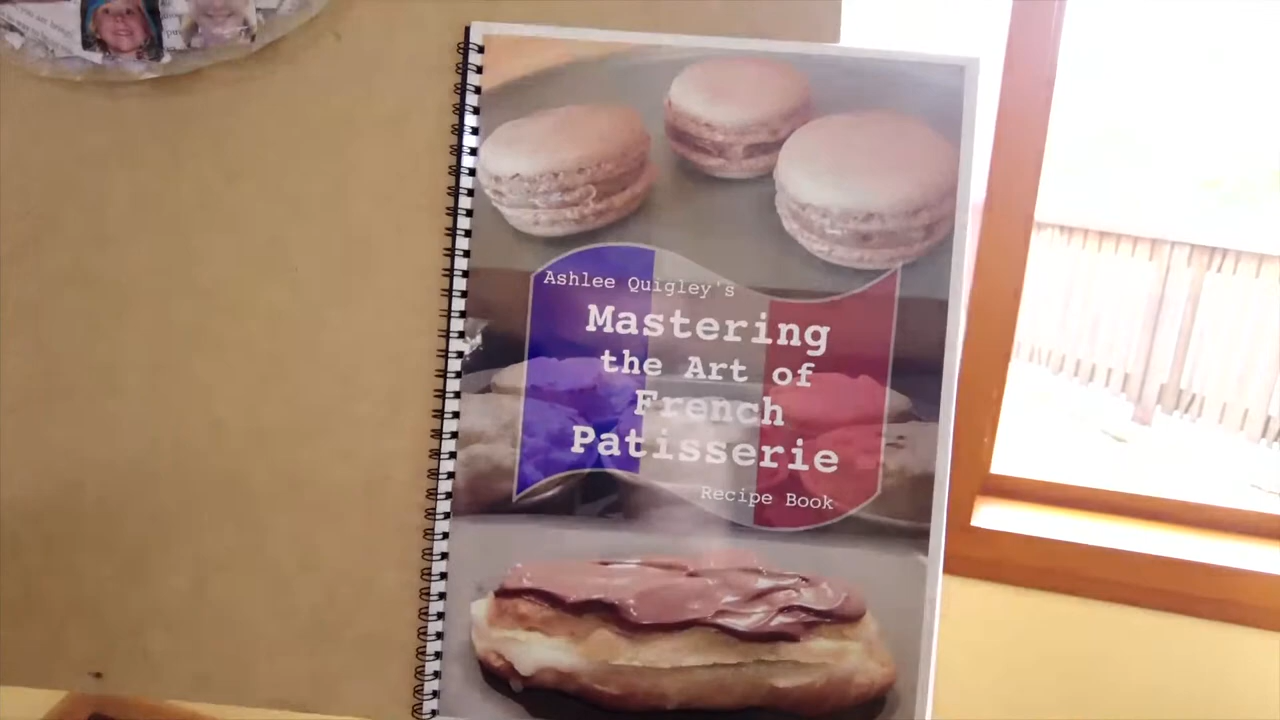 Ashlee Quigley's
Mastering
the Art of
French
Patisserie
Recipe Book